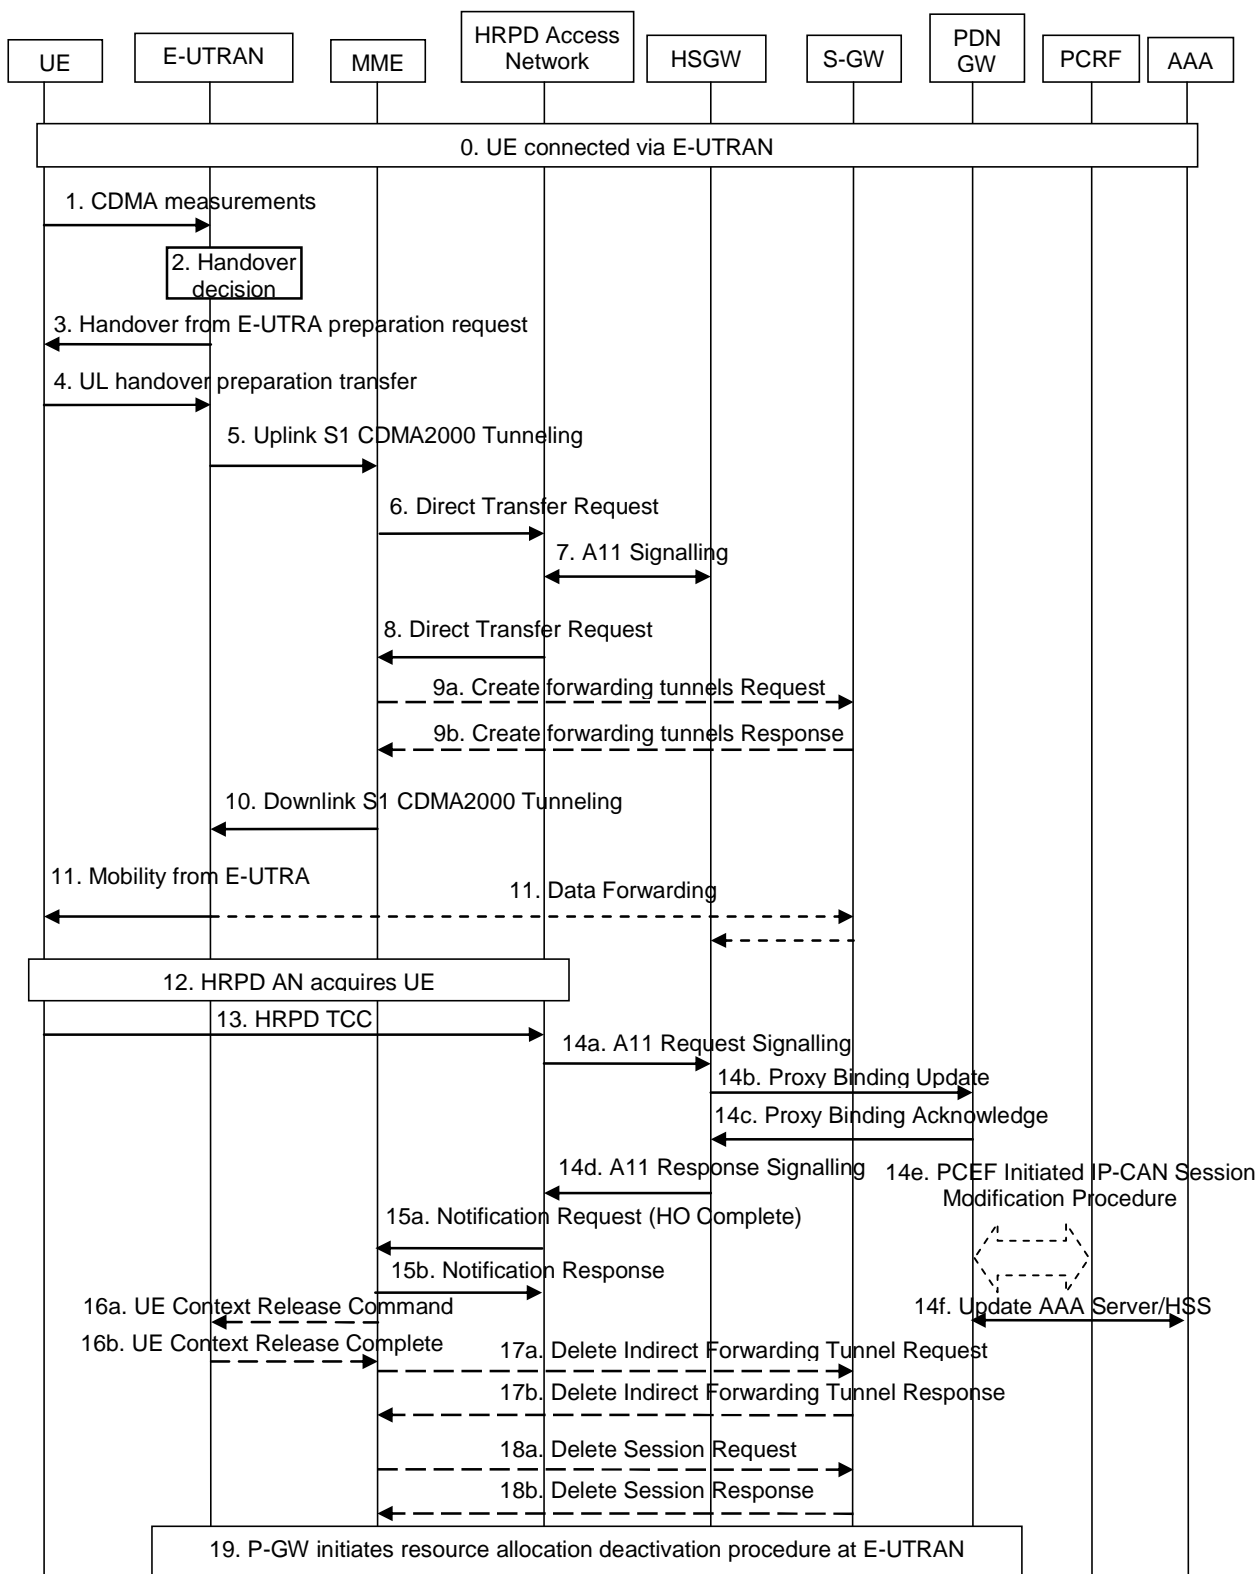 UE
E-UTRAN
MME
HRPD Access
Network
HSGW
S-GW
PDN
GW
PCRF
AAA
0. UE connected via E-UTRAN
1. CDMA measurements
2. Handover
decision
3. Handover from E-UTRA preparation request
4. UL handover preparation transfer
5. Uplink S1 CDMA2000 Tunneling
6. Direct Transfer Request
7. A11 Signalling
8. Direct Transfer Request
9a. Create forwarding tunnels Request
9b. Create forwarding tunnels Response
10. Downlink S1 CDMA2000 Tunneling
11. Mobility from E-UTRA
11. Data Forwarding
12. HRPD AN acquires UE
13. HRPD TCC
14a. A11 Request Signalling
14b. Proxy Binding Update
14c. Proxy Binding Acknowledge
14d. A11 Response Signalling
14e. PCEF Initiated IP-CAN Session
Modification Procedure
15a. Notification Request (HO Complete)
15b. Notification Response
14f. Update AAA Server/HSS
16a. UE Context Release Command
16b. UE Context Release Complete
17a. Delete Indirect Forwarding Tunnel Request
17b. Delete Indirect Forwarding Tunnel Response
18a. Delete Session Request
18b. Delete Session Response
19. P-GW initiates resource allocation deactivation procedure at E-UTRAN